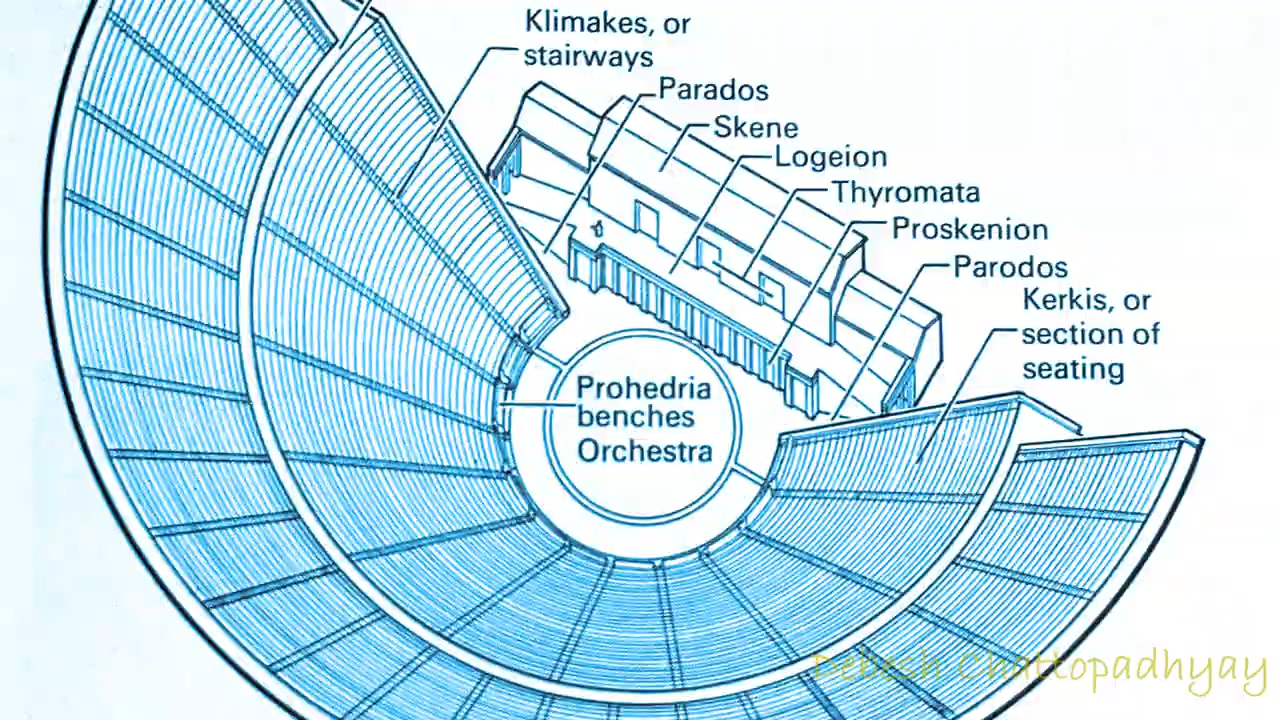 Klimakes, or
stairways
Parados
Skene
Logeion
Thyromata
Proskenion
Parodos
Kerkis, or
section of
seating
Prohedria
benches
Orchestra
Debesh Chattopadhyay